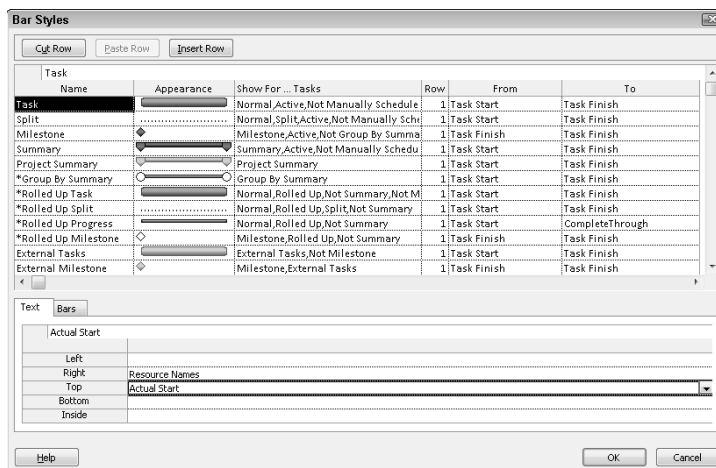 Bar Styles
Cut Row Paste Row Insert Row
Task
Name Appearance Show For ... Tasks Row From To
Task Normal,Active,Not Manually Schedule 1 Task Start Task Finish
Split Normal,Split,Active,Not Manually Sche 1 Task Start Task Finish
Milestone Milestone,Active,Not Group By Summa 1 Task Finish Task Finish
Summary Summary,Active,Not Manually Schedu 1 Task Start Task Finish
Project Summary Project Summary 1 Task Start Task Finish
*Group By Summary Group By Summary 1 Task Start Task Finish
*Rolled Up Task Normal,Rolled Up,Not Summary,Not M 1 Task Start Task Finish
*Rolled Up Split Normal,Rolled Up,Split,Not Summary 1 Task Start Task Finish
*Rolled Up Progress Normal,Rolled Up,Not Summary 1 Task Start CompleteThrough
*Rolled Up Milestone Milestone,Rolled Up,Not Summary 1 Task Finish Task Finish
External Tasks External Tasks,Not Milestone 1 Task Start Task Finish
External Milestone Milestone,External Tasks 1 Task Finish Task Finish
Text Bars
Actual Start
Left
Right Resource Names
Top Actual Start
Bottom
Inside
Help OK Cancel